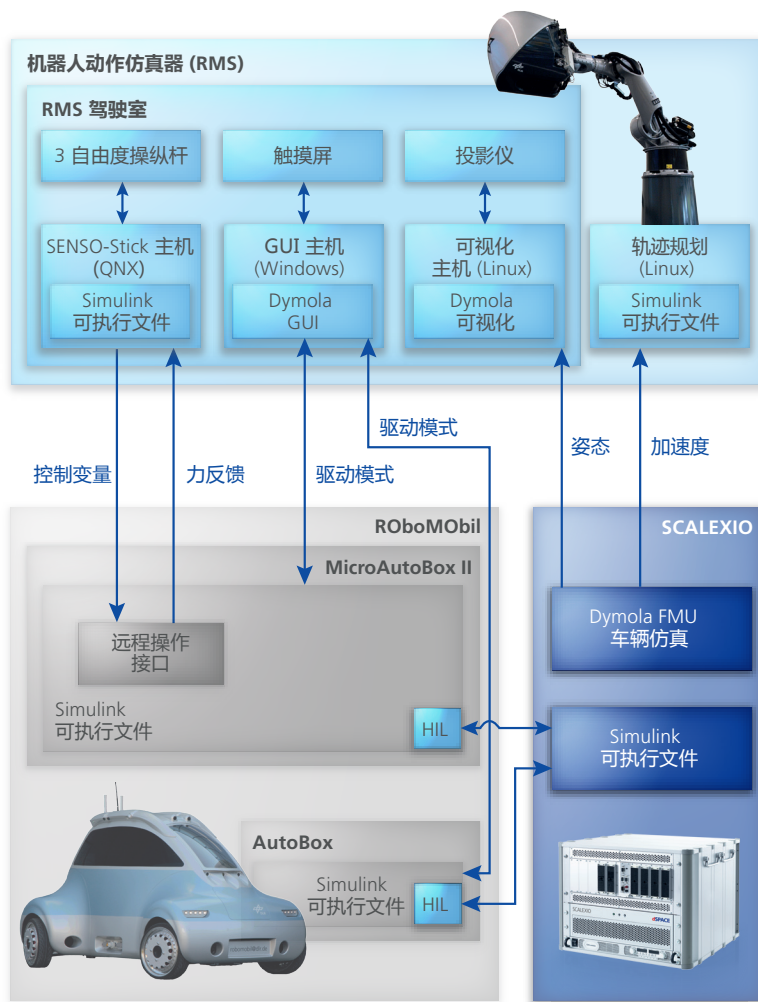 机器人动作仿真器 (RMS)
RMS 驾驶室
3 自由度操纵杆
触摸屏
投影仪
SENSO-Stick 主机
(QNX)
Simulink
可执行文件
GUI 主机
(Windows)
Dymola
GUI
可视化
主机 (Linux)
Dymola
可视化
轨迹规划
(Linux)
Simulink
可执行文件
控制变量
力反馈
驱动模式
驱动模式
姿态
加速度
ROboMObil
MicroAutoBox II
远程操作
接口
Simulink
可执行文件
HIL
AutoBox
Simulink
可执行文件
HIL
SCALEXIO
Dymola FMU
车辆仿真
Simulink
可执行文件
SCALEXIO
dSPACE